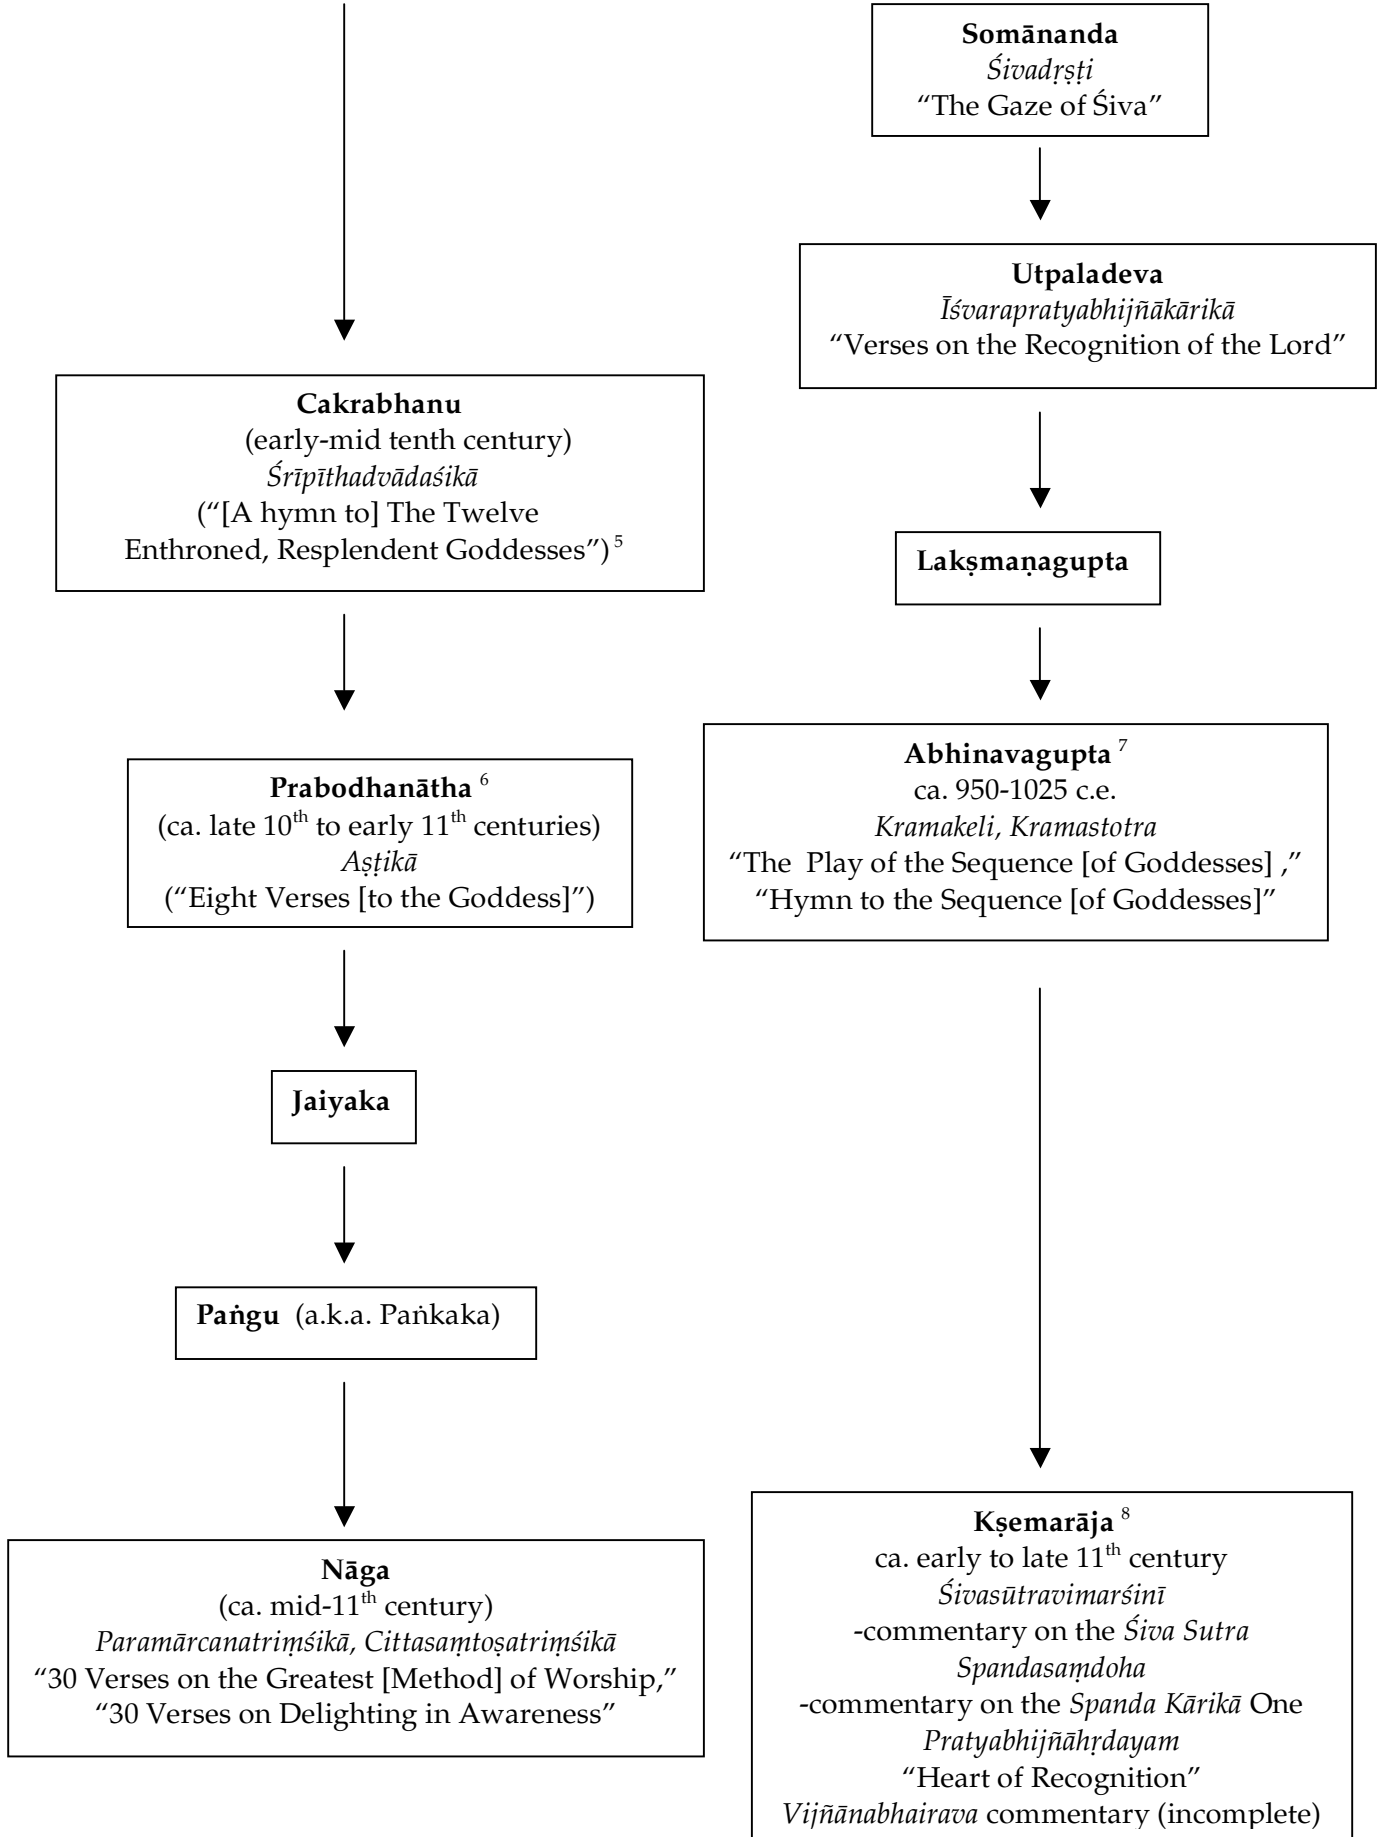 Somānanda
Śivadṛṣṭi
“The Gaze of Śiva”
Utpaladeva
Īśvarapratyabhijñākārikā
“Verses on the Recognition of the Lord”
Lakṣmaṇagupta
Abhinavagupta 7
ca. 950-1025 c.e.
Kramakeli, Kramastotra
“The Play of the Sequence [of Goddesses] ,”
“Hymn to the Sequence [of Goddesses]”
Kṣemarāja 8
ca. early to late 11th century
Śivasūtravimarśinī
-commentary on the Śiva Sutra
Spandasaṃdoha
-commentary on the Spanda Kārikā One
Pratyabhijñāhṛdayam
“Heart of Recognition”
Vijñānabhairava commentary (incomplete)
Cakrabhanu
(early-mid tenth century)
Śrīpīthadvādaśikā
(“[A hymn to] The Twelve
Enthroned, Resplendent Goddesses”) 5
Prabodhanātha 6
(ca. late 10th to early 11th centuries)
Aṣṭikā
(“Eight Verses [to the Goddess]”)
Jaiyaka
Paṅgu (a.k.a. Paṅkaka)
Nāga
(ca. mid-11th century)
Paramārcanatriṃśikā, Cittasaṃtoṣatriṃśikā
“30 Verses on the Greatest [Method] of Worship,”
“30 Verses on Delighting in Awareness”